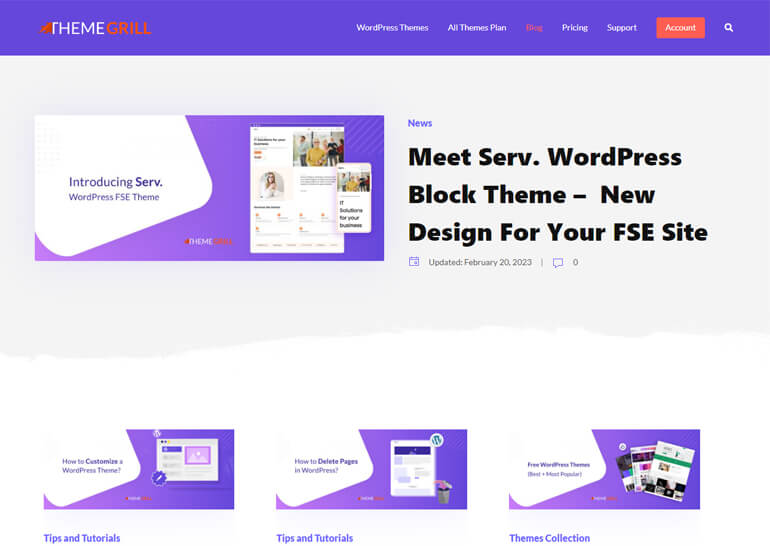 THEMEGRILL
WordPress Themes
All Themes Plan
Blog
Pricing
Support
Account
Introducing Serv.
WordPress FSE Theme
IT Solutions for your business
IT
Solutions
for your
business
THEMEGRILL
News
Meet Serv. WordPress
Block Theme – New
Design For Your FSE Site
Updated: February 20, 2023 | 0
How to Customize a
WordPress Theme?
THEMEGRILL
Tips and Tutorials
How to Delete Pages
in WordPress?
THEMEGRILL
Tips and Tutorials
Free WordPress Themes
(Best + Most Popular)
THEMEGRILL
Themes Collection